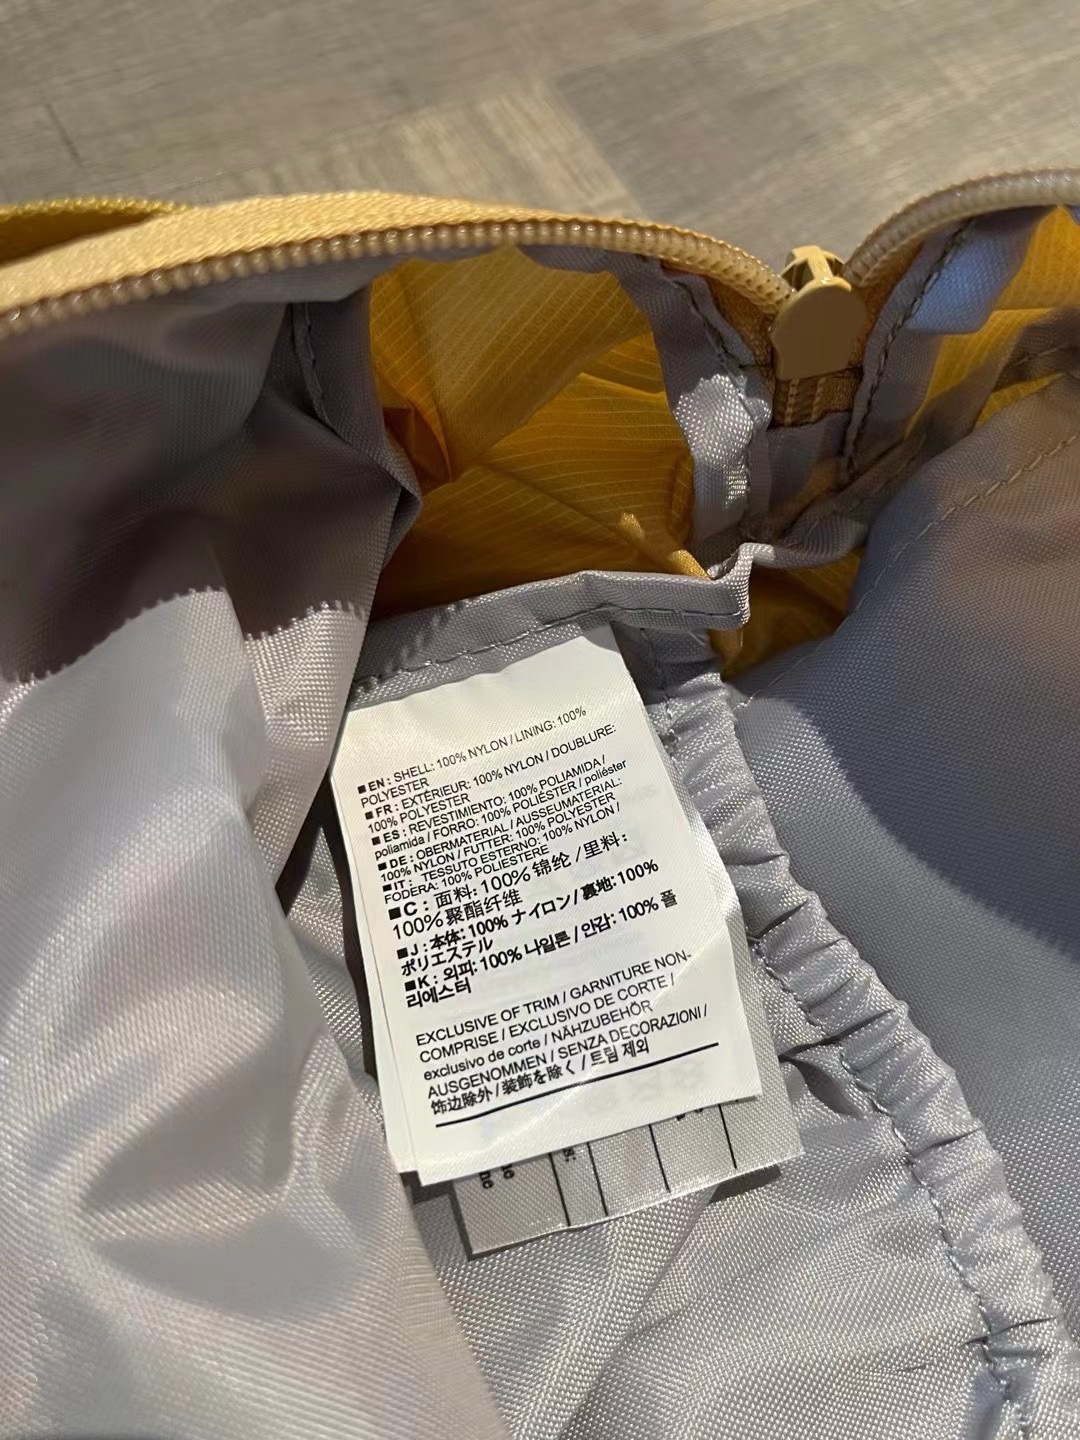 ■EN : SHELL: 100% NYLON / LINING: 100%
POLYESTER
■FR : EXTÉRIEUR: 100% NYLON / DOUBLURE:
100% POLYESTER
■ES : REVESTIMIENTO: 100% POLIAMIDA /
poliamida / FORRO: 100% POLIÉSTER / poliéster
■DE : OBERMATERIAL / AUSSEUMATERIAL:
100% NYLON / FUTTER: 100% POLYESTER
■IT : TESSUTO ESTERNO: 100% NYLON /
FODERA: 100% POLIESTERE
■C : 面料: 100% 锦纶 / 里料:
100% 聚酯纤维
■J : 本体: 100% ナイロン / 裏地: 100%
ポリエステル
■K : 외피: 100% 나일론 / 안감: 100% 폴
리에스터
EXCLUSIVE OF TRIM / GARNITURE NON-
COMPRISE / EXCLUSIVO DE CORTE /
exclusivo de corte / NÄHZUBEHÖR
AUSGENOMMEN / SENZA DECORAZIONI /
饰边除外 / 装飾を除く / 트림 제외